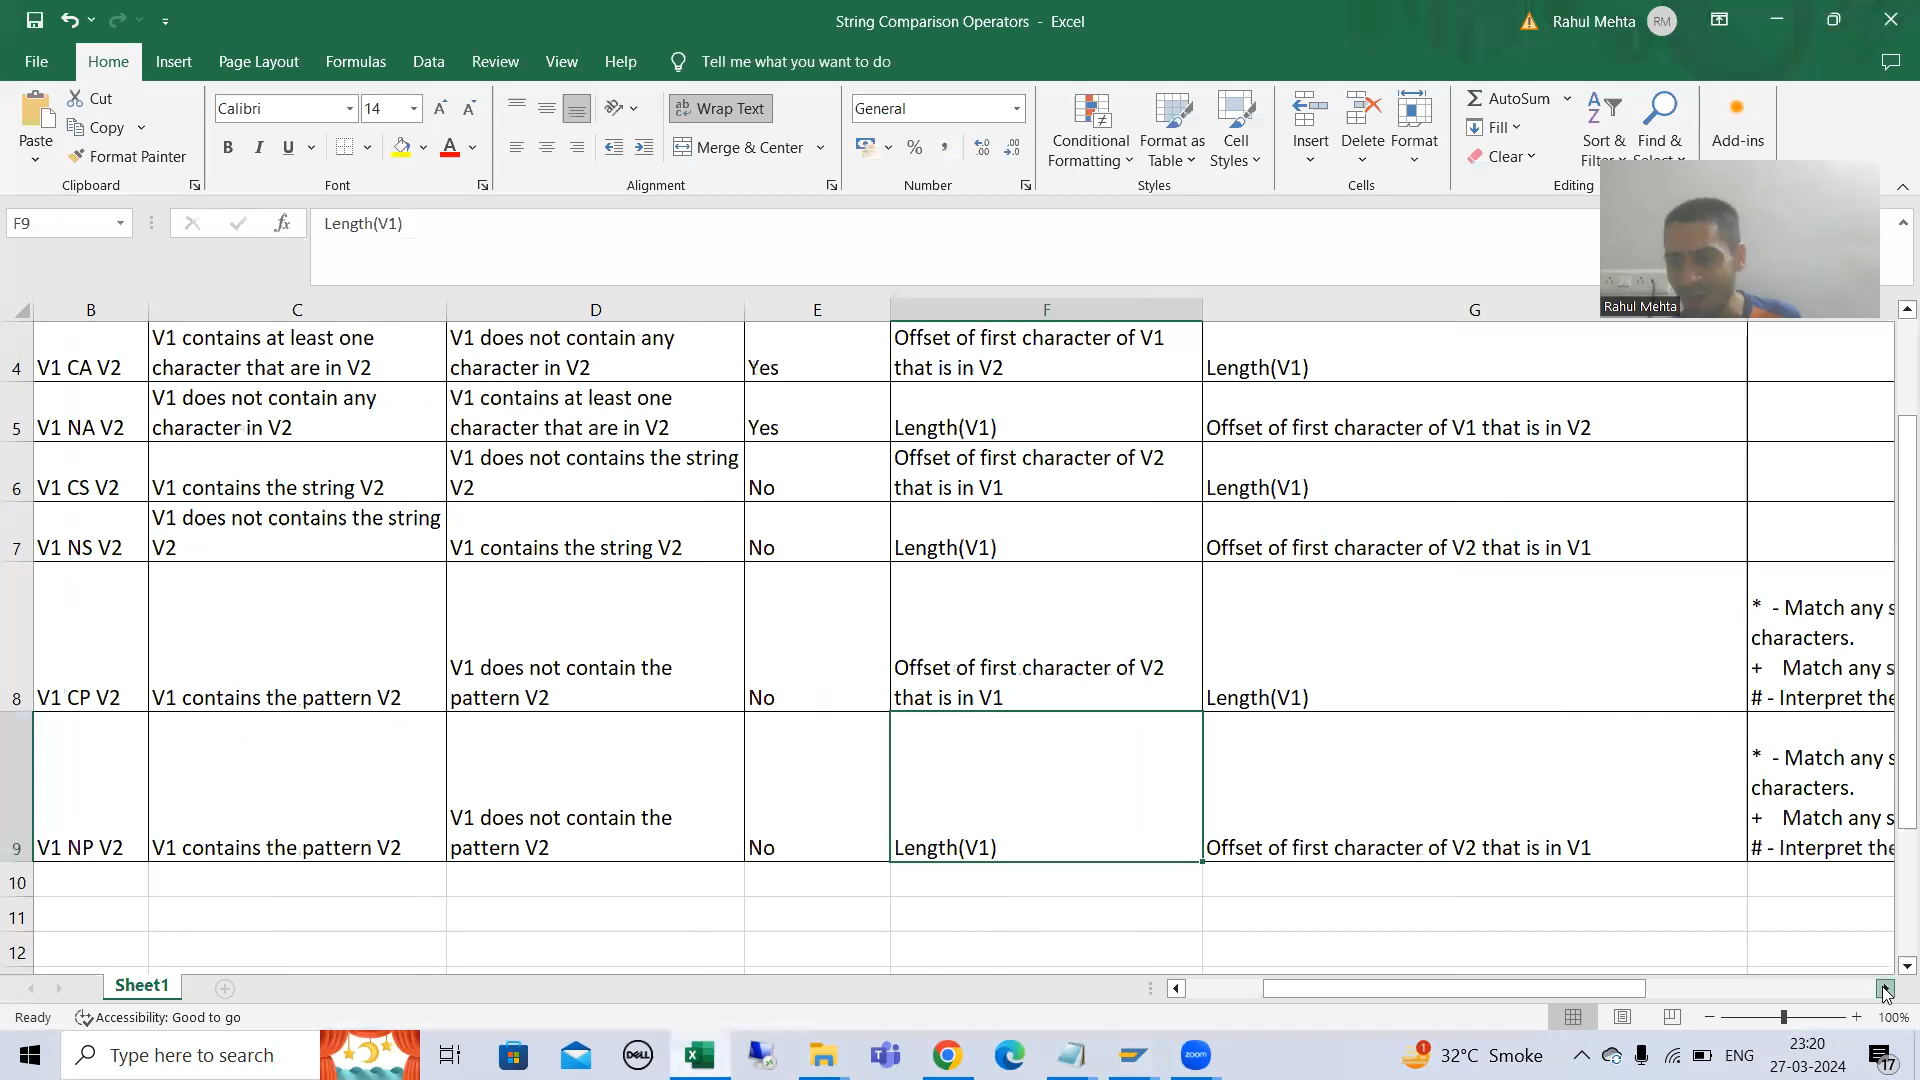 String Comparison Operators - Excel
Rahul Mehta
RM
File
Home
Insert
Page Layout
Formulas
Data
Review
View
Help
Tell me what you want to do
Paste
Cut
Copy
Format Painter
Clipboard
Calibri
14
B I U
Font
Wrap Text
Merge & Center
Alignment
General
Number
Conditional
Formatting
Format as
Table
Cell
Styles
Styles
Insert
Delete
Format
Cells
AutoSum
Fill
Clear
Sort &
Filter
Find &
Select
Editing
Add-ins
F9
fx
Length(V1)
Rahul Mehta
B C D E F G
4
V1 CA V2
V1 contains at least one
character that are in V2
V1 does not contain any
character in V2
Yes
Offset of first character of V1
that is in V2
Length(V1)
5
V1 NA V2
V1 does not contain any
character in V2
V1 contains at least one
character that are in V2
Yes
Length(V1)
Offset of first character of V1 that is in V2
6
V1 CS V2
V1 contains the string V2
V1 does not contains the string
V2
No
Offset of first character of V2
that is in V1
Length(V1)
7
V1 NS V2
V1 does not contains the string
V2
V1 contains the string V2
No
Length(V1)
Offset of first character of V2 that is in V1
8
V1 CP V2
V1 contains the pattern V2
V1 does not contain the
pattern V2
No
Offset of first character of V2
that is in V1
Length(V1)
* - Match any s
characters.
+ Match any s
# - Interpret the
9
V1 NP V2
V1 contains the pattern V2
V1 does not contain the
pattern V2
No
Length(V1)
Offset of first character of V2 that is in V1
* - Match any s
characters.
+ Match any s
# - Interpret the
10
11
12
Sheet1
Ready
Accessibility: Good to go
100%
Type here to search
DELL
zoom
1
32°C Smoke
ENG
23:20
27-03-2024
17